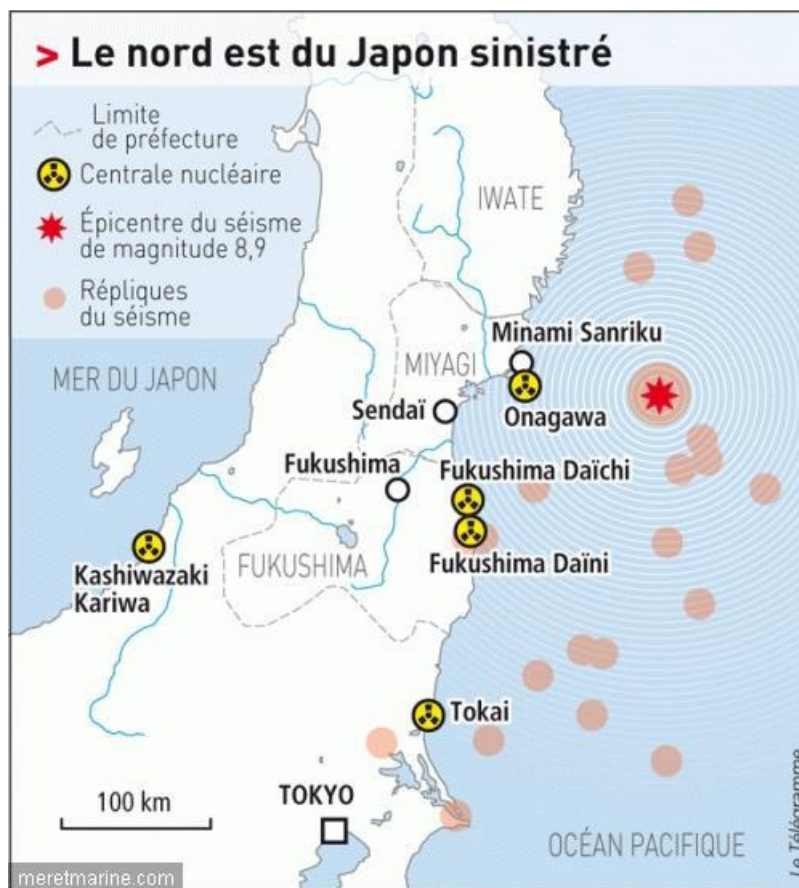 > Le nord est du Japon sinistré
Limite
de préfecture
Centrale nucléaire
Épicentre du séisme
de magnitude 8,9
Répliques
du séisme
IWATE
Minami Sanriku
MIYAGI
MER DU JAPON
Sendaï
Onagawa
Fukushima
Fukushima Daïchi
FUKUSHIMA
Fukushima Daïni
Kashiwazaki
Kariwa
Tokai
100 km
TOKYO
OCÉAN PACIFIQUE
Le Télégramme
meretmarine.com